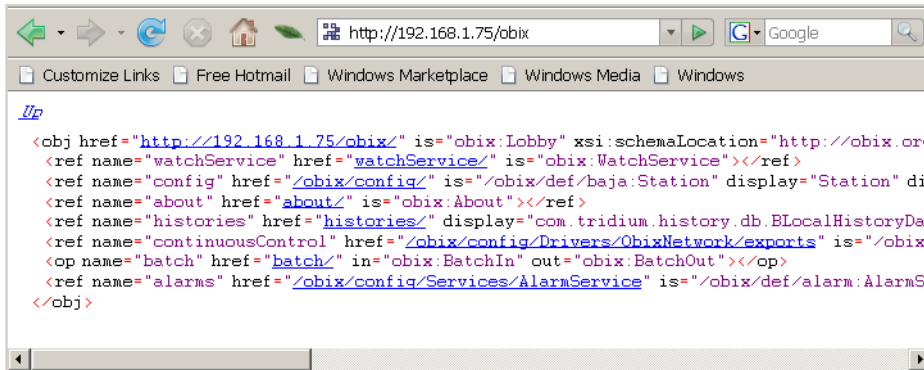 http://192.168.1.75/obix
G Google
Customize Links Free Hotmail Windows Marketplace Windows Media Windows
Up
<obj href="http://192.168.1.75/obix/" is="obix:Lobby" xsi:schemaLocation="http://obix.or
<ref name="watchService" href="watchService/" is="obix:WatchService"></ref>
<ref name="config" href="/obix/config/" is="/obix/def/baja:Station" display="Station" di
<ref name="about" href="about/" is="obix:About"></ref>
<ref name="histories" href="histories/" display="com.tridium.history.db.BLocalHistoryDa
<ref name="continuousControl" href="/obix/config/Drivers/ObixNetwork/exports" is="/obix
<op name="batch" href="batch/" in="obix:BatchIn" out="obix:BatchOut"></op>
<ref name="alarms" href="/obix/config/Services/AlarmService" is="/obix/def/alarm:AlarmS
</obj>